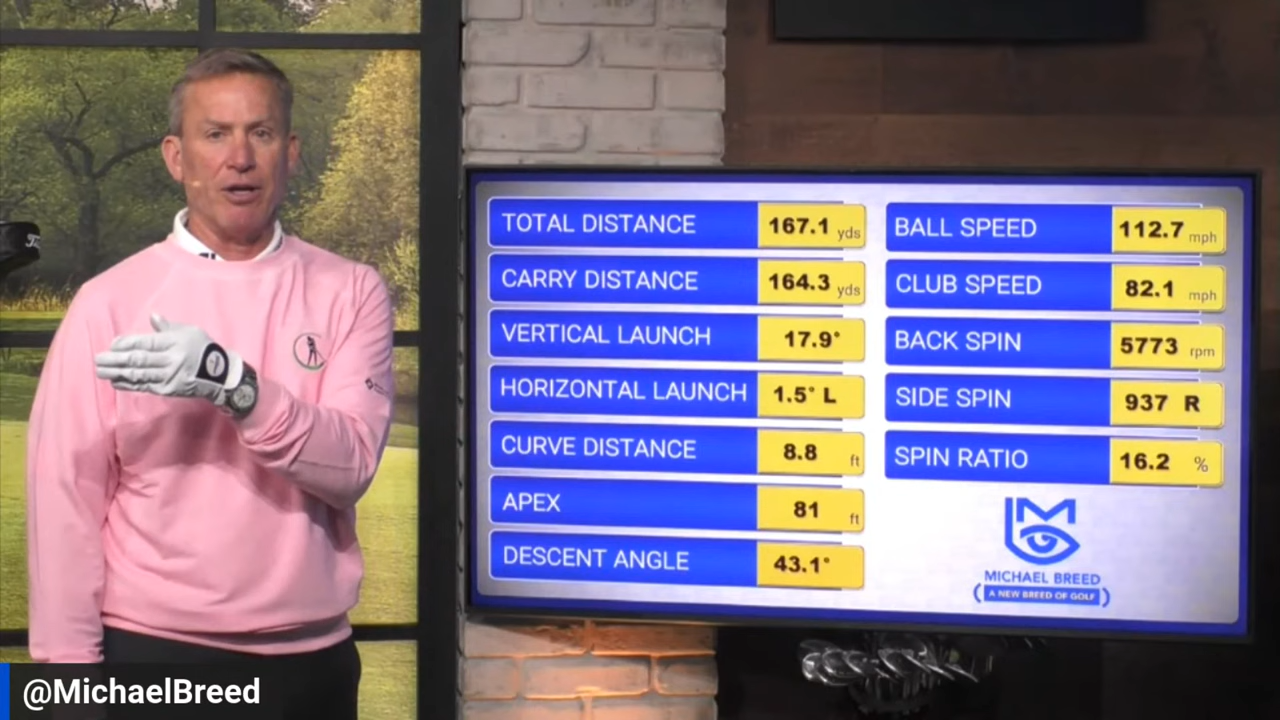 TOTAL DISTANCE 167.1 yds
CARRY DISTANCE 164.3 yds
VERTICAL LAUNCH 17.9°
HORIZONTAL LAUNCH 1.5° L
CURVE DISTANCE 8.8 ft
APEX 81 ft
DESCENT ANGLE 43.1°
BALL SPEED 112.7 mph
CLUB SPEED 82.1 mph
BACK SPIN 5773 rpm
SIDE SPIN 937 R
SPIN RATIO 16.2 %
MICHAEL BREED
(A NEW BREED OF GOLF)
@MichaelBreed